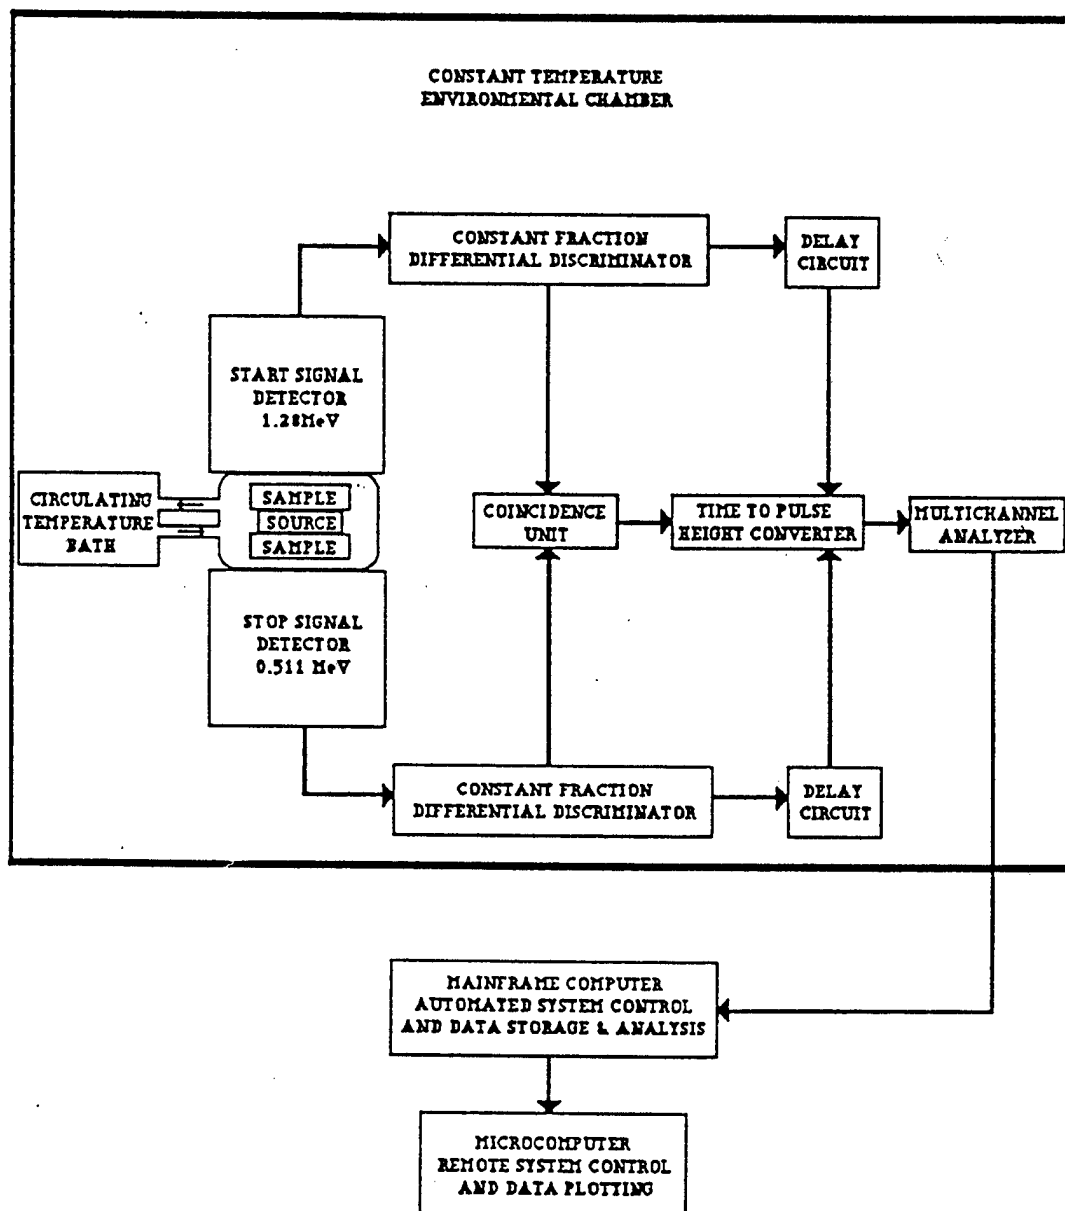 CONSTANT TEMPERATURE
ENVIRONMENTAL CHAMBER
CONSTANT FRACTION
DIFFERENTIAL DISCRIMINATOR
DELAY
CIRCUIT
START SIGNAL
DETECTOR
1.28MeV
CIRCULATING
TEMPERATURE
BATH
SAMPLE
SOURCE
SAMPLE
COINCIDENCE
UNIT
TIME TO PULSE
HEIGHT CONVERTER
MULTICHANNEL
ANALYZER
STOP SIGNAL
DETECTOR
0.511 MeV
CONSTANT FRACTION
DIFFERENTIAL DISCRIMINATOR
DELAY
CIRCUIT
MAINFRAME COMPUTER
AUTOMATED SYSTEM CONTROL
AND DATA STORAGE & ANALYSIS
MICROCOMPUTER
REMOTE SYSTEM CONTROL
AND DATA PLOTTING